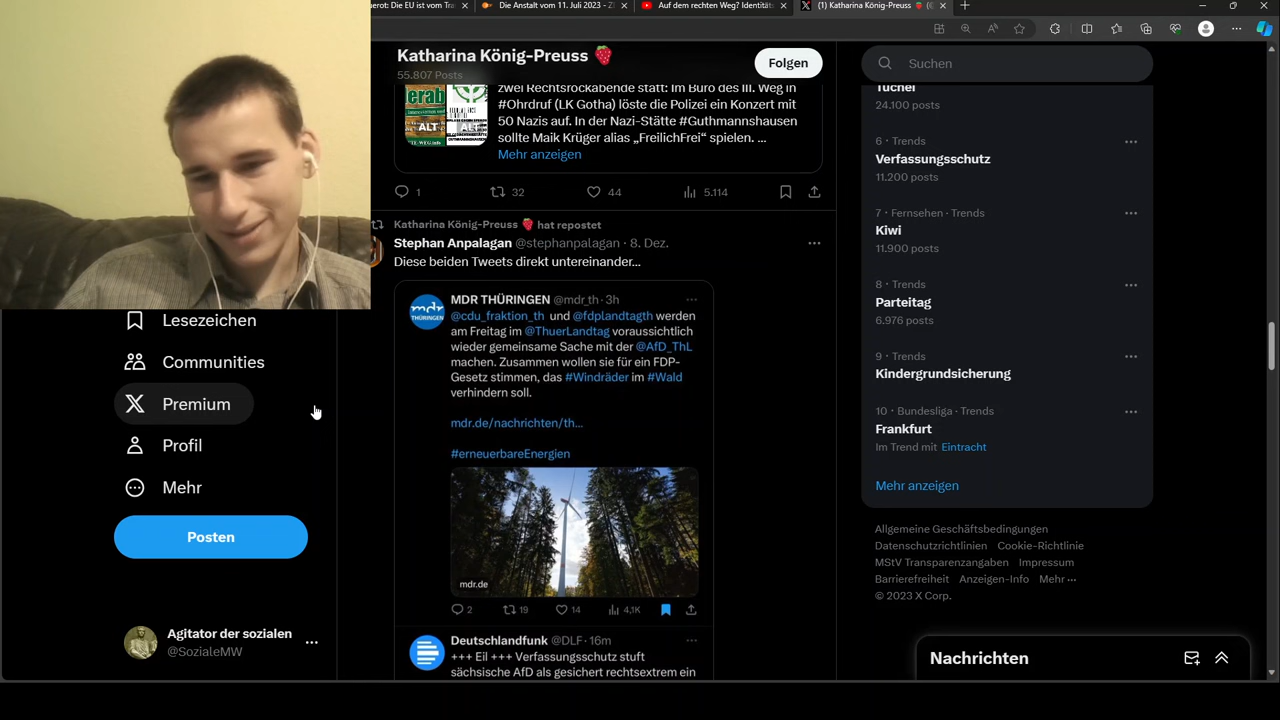 uerot: Die EU ist vom Tra
Die Anstalt vom 11. Juli 2023 - Z
Auf dem rechten Weg? Identitä
(1) Katharina König-Preuss
Katharina König-Preuss
55.807 Posts
Folgen
Suchen
zwei Rechtsrockabende statt: Im Büro des III. Weg in
#Ohrdruf (LK Gotha) löste die Polizei ein Konzert mit
50 Nazis auf. In der Nazi-Stätte #Guthmannshausen
sollte Maik Krüger alias „FreilichFrei“ spielen. ...
Mehr anzeigen
ALT
ALT
1
32
44
5.114
Katharina König-Preuss hat repostet
Stephan Anpalagan @stephanpalagan · 8. Dez.
Diese beiden Tweets direkt untereinander...
MDR THÜRINGEN @mdr_th · 3h
@cdu_fraktion_th und @fdplandtagth werden
am Freitag im @ThuerLandtag voraussichtlich
wieder gemeinsame Sache mit der @AfD_ThL
machen. Zusammen wollen sie für ein FDP-
Gesetz stimmen, das #Windräder im #Wald
verhindern soll.
mdr.de/nachrichten/th...
#erneuerbareEnergien
mdr.de
2
19
14
4,1K
Deutschlandfunk @DLF · 16m
+++ Eil +++ Verfassungsschutz stuft
sächsische AfD als gesichert rechtsextrem ein
Lesezeichen
Communities
Premium
Profil
Mehr
Posten
Agitator der sozialen
@SozialeMW
Tuchel
24.100 posts
6 · Trends
Verfassungsschutz
11.200 posts
7 · Fernsehen · Trends
Kiwi
11.900 posts
8 · Trends
Parteitag
6.976 posts
9 · Trends
Kindergrundsicherung
10 · Bundesliga · Trends
Frankfurt
Im Trend mit Eintracht
Mehr anzeigen
Allgemeine Geschäftsbedingungen
Datenschutzrichtlinien Cookie-Richtlinie
MStV Transparenzangaben Impressum
Barrierefreiheit Anzeigen-Info Mehr ···
© 2023 X Corp.
Nachrichten